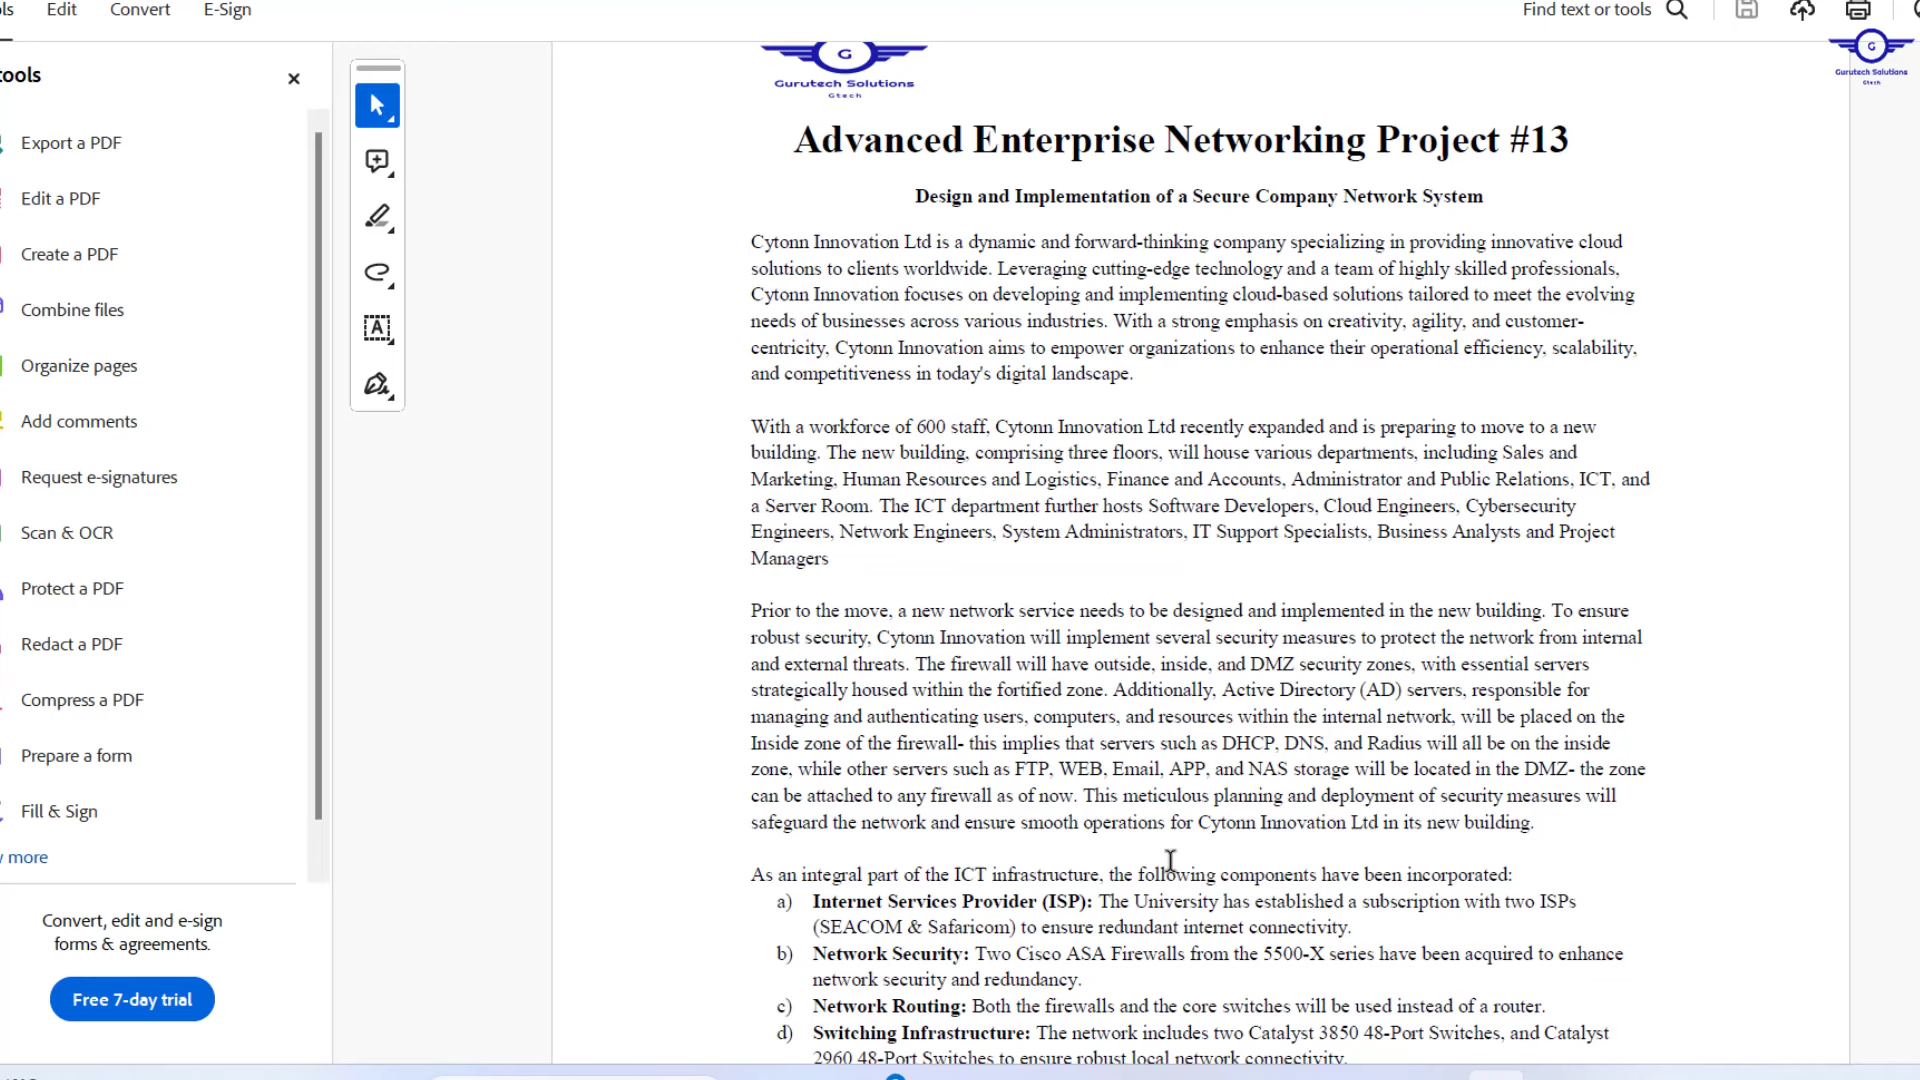 Edit Convert E-Sign
Find text or tools
tools
Export a PDF
Edit a PDF
Create a PDF
Combine files
Organize pages
Add comments
Request e-signatures
Scan & OCR
Protect a PDF
Redact a PDF
Compress a PDF
Prepare a form
Fill & Sign
more
Convert, edit and e-sign
forms & agreements.
Free 7-day trial
G
Gurutech Solutions
Gtech
G
Gurutech Solutions
Gtech
Advanced Enterprise Networking Project #13
Design and Implementation of a Secure Company Network System
Cytonn Innovation Ltd is a dynamic and forward-thinking company specializing in providing innovative cloud
solutions to clients worldwide. Leveraging cutting-edge technology and a team of highly skilled professionals,
Cytonn Innovation focuses on developing and implementing cloud-based solutions tailored to meet the evolving
needs of businesses across various industries. With a strong emphasis on creativity, agility, and customer-
centricity, Cytonn Innovation aims to empower organizations to enhance their operational efficiency, scalability,
and competitiveness in today's digital landscape.
With a workforce of 600 staff, Cytonn Innovation Ltd recently expanded and is preparing to move to a new
building. The new building, comprising three floors, will house various departments, including Sales and
Marketing, Human Resources and Logistics, Finance and Accounts, Administrator and Public Relations, ICT, and
a Server Room. The ICT department further hosts Software Developers, Cloud Engineers, Cybersecurity
Engineers, Network Engineers, System Administrators, IT Support Specialists, Business Analysts and Project
Managers
Prior to the move, a new network service needs to be designed and implemented in the new building. To ensure
robust security, Cytonn Innovation will implement several security measures to protect the network from internal
and external threats. The firewall will have outside, inside, and DMZ security zones, with essential servers
strategically housed within the fortified zone. Additionally, Active Directory (AD) servers, responsible for
managing and authenticating users, computers, and resources within the internal network, will be placed on the
Inside zone of the firewall- this implies that servers such as DHCP, DNS, and Radius will all be on the inside
zone, while other servers such as FTP, WEB, Email, APP, and NAS storage will be located in the DMZ- the zone
can be attached to any firewall as of now. This meticulous planning and deployment of security measures will
safeguard the network and ensure smooth operations for Cytonn Innovation Ltd in its new building.
As an integral part of the ICT infrastructure, the following components have been incorporated:
a) Internet Services Provider (ISP): The University has established a subscription with two ISPs
(SEACOM & Safaricom) to ensure redundant internet connectivity.
b) Network Security: Two Cisco ASA Firewalls from the 5500-X series have been acquired to enhance
network security and redundancy.
c) Network Routing: Both the firewalls and the core switches will be used instead of a router.
d) Switching Infrastructure: The network includes two Catalyst 3850 48-Port Switches, and Catalyst
2960 48-Port Switches to ensure robust local network connectivity.